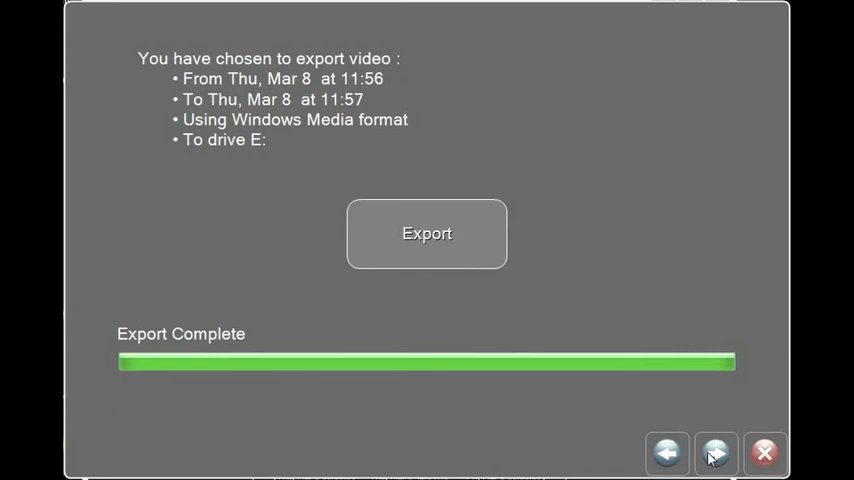 You have chosen to export video :
• From Thu, Mar 8  at 11:56
• To Thu, Mar 8  at 11:57
• Using Windows Media format
• To drive E:
Export
Export Complete